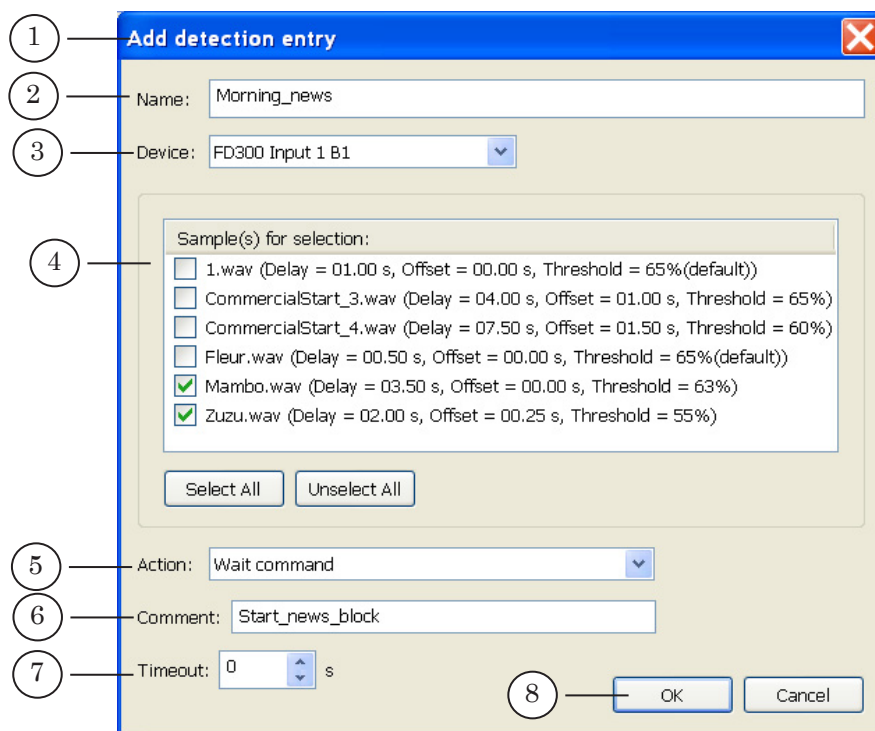 1 Add detection entry
2 Name: Morning_news
3 Device: FD300 Input 1 B1
Sample(s) for selection:
4 1.wav (Delay = 01.00 s, Offset = 00.00 s, Threshold = 65%(default))
CommercialStart_3.wav (Delay = 04.00 s, Offset = 01.00 s, Threshold = 65%)
CommercialStart_4.wav (Delay = 07.50 s, Offset = 01.50 s, Threshold = 60%)
Fleur.wav (Delay = 00.50 s, Offset = 00.00 s, Threshold = 65%(default))
Mambo.wav (Delay = 03.50 s, Offset = 00.00 s, Threshold = 63%)
Zuzu.wav (Delay = 02.00 s, Offset = 00.25 s, Threshold = 55%)
Select All Unselect All
5 Action: Wait command
6 Comment: Start_news_block
7 Timeout: 0 s
8 OK Cancel